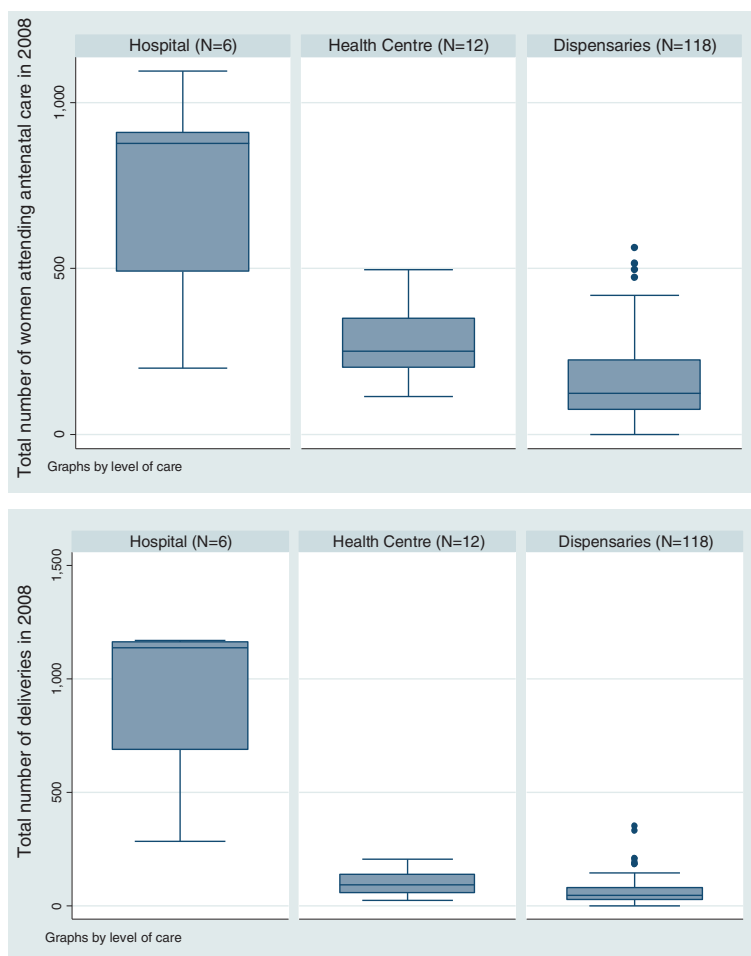 Total number of women attending antenatal care in 2008
Hospital (N=6)
Health Centre (N=12)
Dispensaries (N=118)
1,000
500
0
Graphs by level of care
Total number of deliveries in 2008
Hospital (N=6)
Health Centre (N=12)
Dispensaries (N=118)
1,500
1,000
500
0
Graphs by level of care